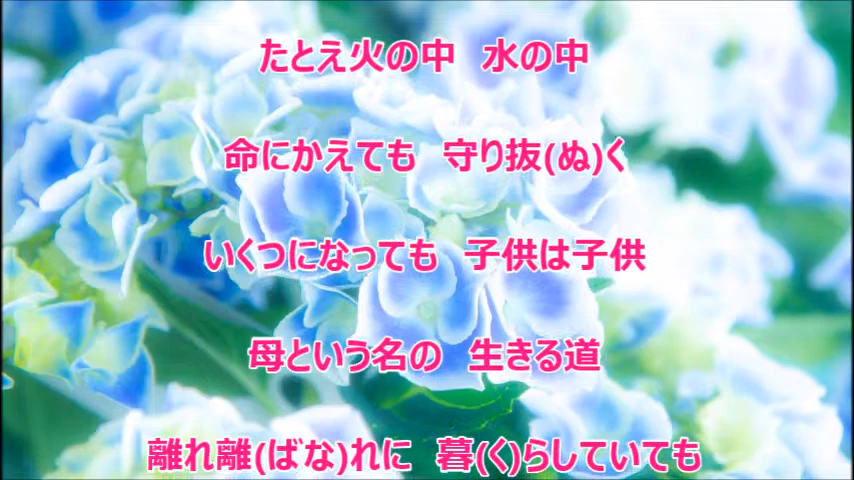 たとえ火の中　水の中
命にかえても　守り抜(ぬ)く
いくつになっても　子供は子供
母という名の　生きる道
離れ離(ばな)れに　暮(く)らしていても